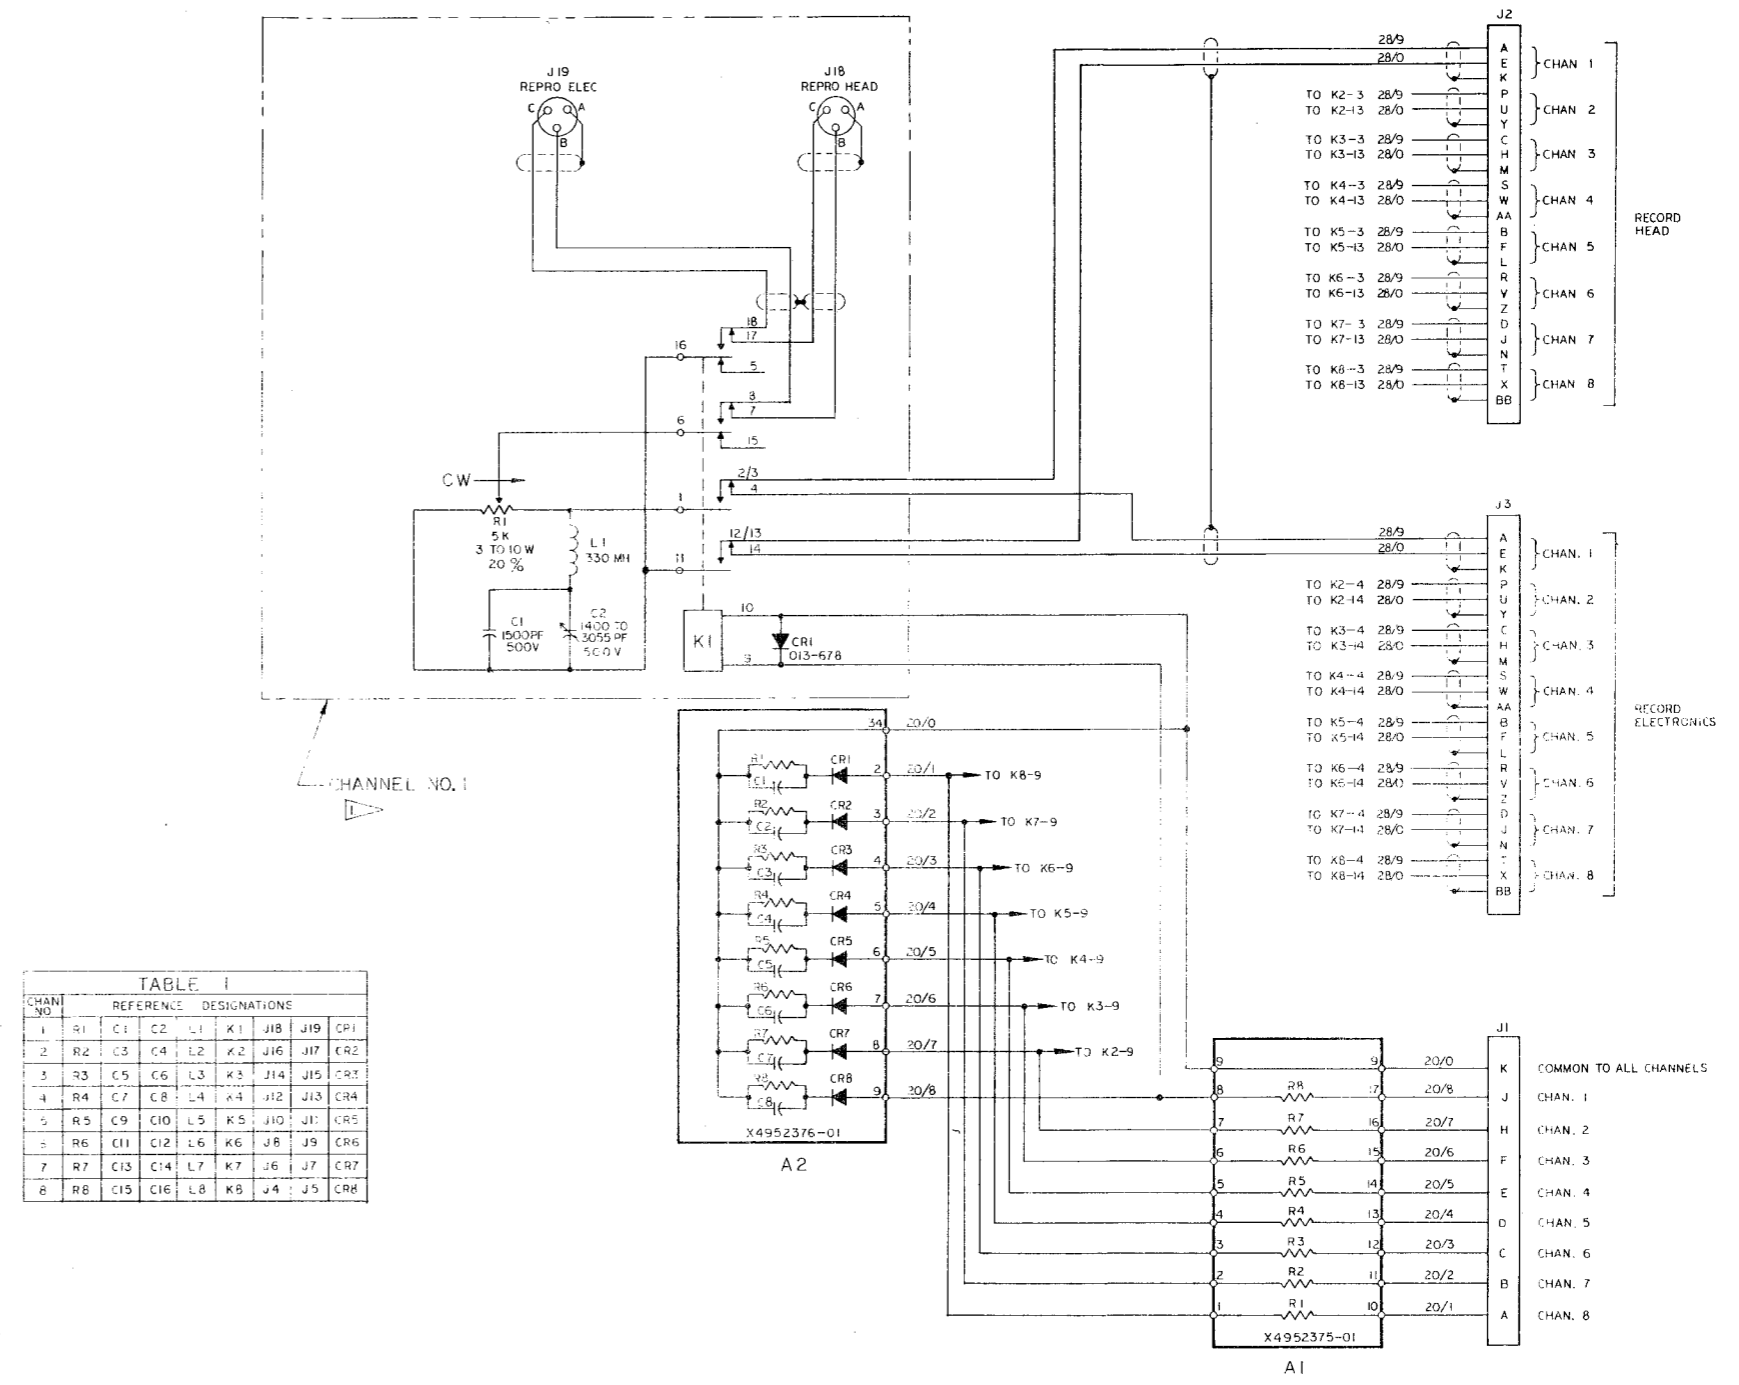 J19
REPRO ELEC
C A
B
J18
REPRO HEAD
C A
B
18
17
16
5
8
7
6
15
CW
2/3
4
1
R1
5K
3 TO 10 W
20 %
L1
330 MH
12/13
14
11
C1
1500PF
500V
C2
1400 TO
3055 PF
500V
K1
10
9
CR1
013-678
CHANNEL NO. 1
1
J2
28/9 A
28/0 E CHAN 1
K
TO K2-3 28/9 P
TO K2-13 28/0 U CHAN 2
Y
TO K3-3 28/9 C
TO K3-13 28/0 H CHAN 3
M
TO K4-3 28/9 S
TO K4-13 28/0 W CHAN 4
AA
TO K5-3 28/9 B
TO K5-13 28/0 F CHAN 5
L
TO K6-3 28/9 R
TO K6-13 28/0 V CHAN 6
Z
TO K7-3 28/9 D
TO K7-13 28/0 J CHAN 7
N
TO K8-3 28/9 T
TO K8-13 28/0 X CHAN 8
BB
RECORD
HEAD
J3
28/9 A
28/0 E CHAN. 1
K
TO K2-4 28/9 P
TO K2-14 28/0 U CHAN. 2
Y
TO K3-4 28/9 C
TO K3-14 28/0 H CHAN. 3
M
TO K4-4 28/9 S
TO K4-14 28/0 W CHAN. 4
AA
TO K5-4 28/9 B
TO K5-14 28/0 F CHAN. 5
L
TO K6-4 28/9 R
TO K6-14 28/0 V CHAN. 6
Z
TO K7-4 28/9 D
TO K7-14 28/0 J CHAN. 7
N
TO K8-4 28/9 T
TO K8-14 28/0 X CHAN. 8
BB
RECORD
ELECTRONICS
34 20/0
R1 C1 CR1 2 20/1 TO K8-9
R2 C2 CR2 3 20/2 TO K7-9
R3 C3 CR3 4 20/3 TO K6-9
R4 C4 CR4 5 20/4 TO K5-9
R5 C5 CR5 6 20/5 TO K4-9
R6 C6 CR6 7 20/6 TO K3-9
R7 C7 CR7 8 20/7 TO K2-9
R8 C8 CR8 9 20/8
X4952376-01
A2
J1
9 9 20/0 K COMMON TO ALL CHANNELS
8 R8 17 20/8 J CHAN. 1
7 R7 16 20/7 H CHAN. 2
6 R6 15 20/6 F CHAN. 3
5 R5 14 20/5 E CHAN. 4
4 R4 13 20/4 D CHAN. 5
3 R3 12 20/3 C CHAN. 6
2 R2 11 20/2 B CHAN. 7
1 R1 10 20/1 A CHAN. 8
X4952375-01
A1
TABLE 1
CHAN NO REFERENCE DESIGNATIONS
1 R1 C1 C2 L1 K1 J18 J19 CR1
2 R2 C3 C4 L2 K2 J16 J17 CR2
3 R3 C5 C6 L3 K3 J14 J15 CR3
4 R4 C7 C8 L4 K4 J12 J13 CR4
5 R5 C9 C10 L5 K5 J10 J11 CR5
6 R6 C11 C12 L6 K6 J8 J9 CR6
7 R7 C13 C14 L7 K7 J6 J7 CR7
8 R8 C15 C16 L8 K8 J4 J5 CR8